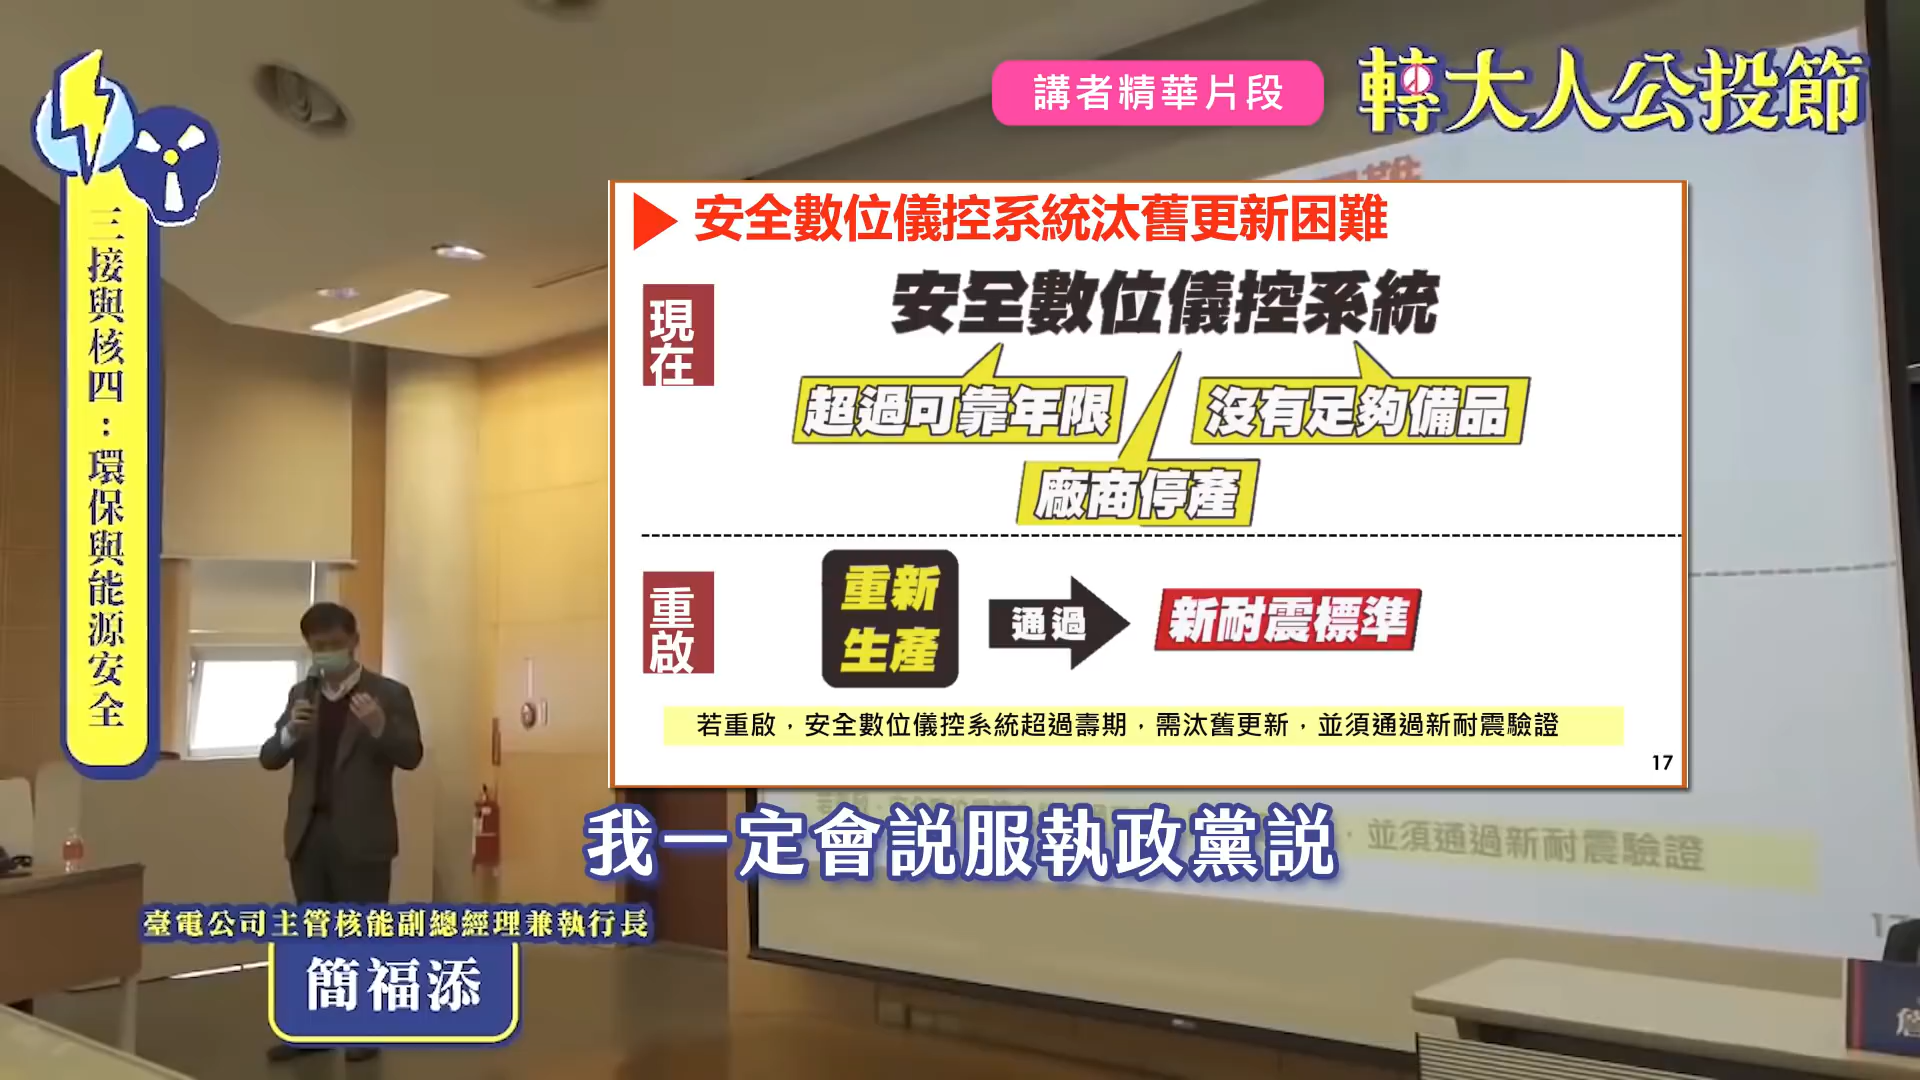 講者精華片段
轉大人公投節
三接與核四：環保與能源安全
安全數位儀控系統汰舊更新困難
現在
安全數位儀控系統
超過可靠年限
沒有足夠備品
廠商停產
重啟
重新
生產
通過
新耐震標準
若重啟，安全數位儀控系統超過壽期，需汰舊更新，並須通過新耐震驗證
17
我一定會説服執政黨説
，並須通過新耐震驗證
臺電公司主管核能副總經理兼執行長
簡福添